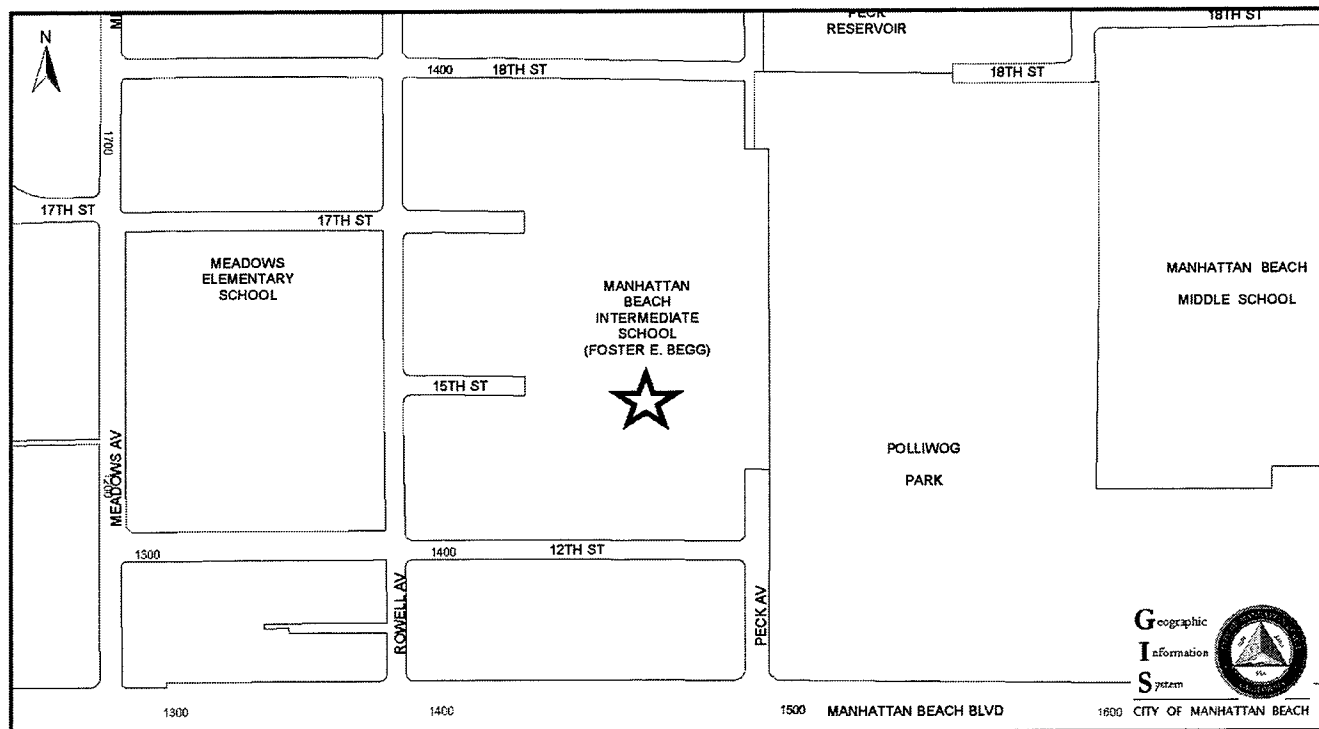 N
M
PECK
RESERVOIR
18TH ST
1400
18TH ST
18TH ST
1700
17TH ST
17TH ST
MEADOWS
ELEMENTARY
SCHOOL
MANHATTAN
BEACH
INTERMEDIATE
SCHOOL
(FOSTER E. BEGG)
MANHATTAN BEACH
MIDDLE SCHOOL
15TH ST
POLLIWOG
PARK
MEADOWS AV
1200
1300
1400
12TH ST
ROWELL AV
PECK AV
Geographic
Information
System
1300
1400
1500
MANHATTAN BEACH BLVD
1600
CITY OF MANHATTAN BEACH